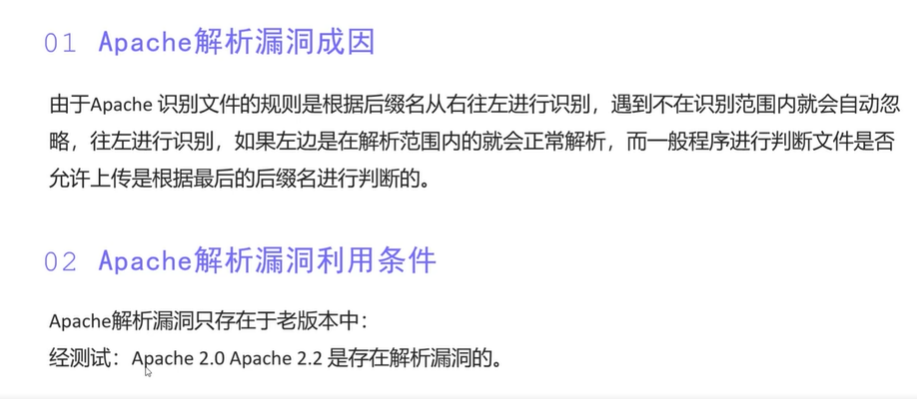 01 Apache解析漏洞成因
由于Apache 识别文件的规则是根据后缀名从右往左进行识别，遇到不在识别范围内就会自动忽
略，往左进行识别，如果左边是在解析范围内的就会正常解析，而一般程序进行判断文件是否
允许上传是根据最后的后缀名进行判断的。
02 Apache解析漏洞利用条件
Apache解析漏洞只存在于老版本中：
经测试：Apache 2.0 Apache 2.2 是存在解析漏洞的。